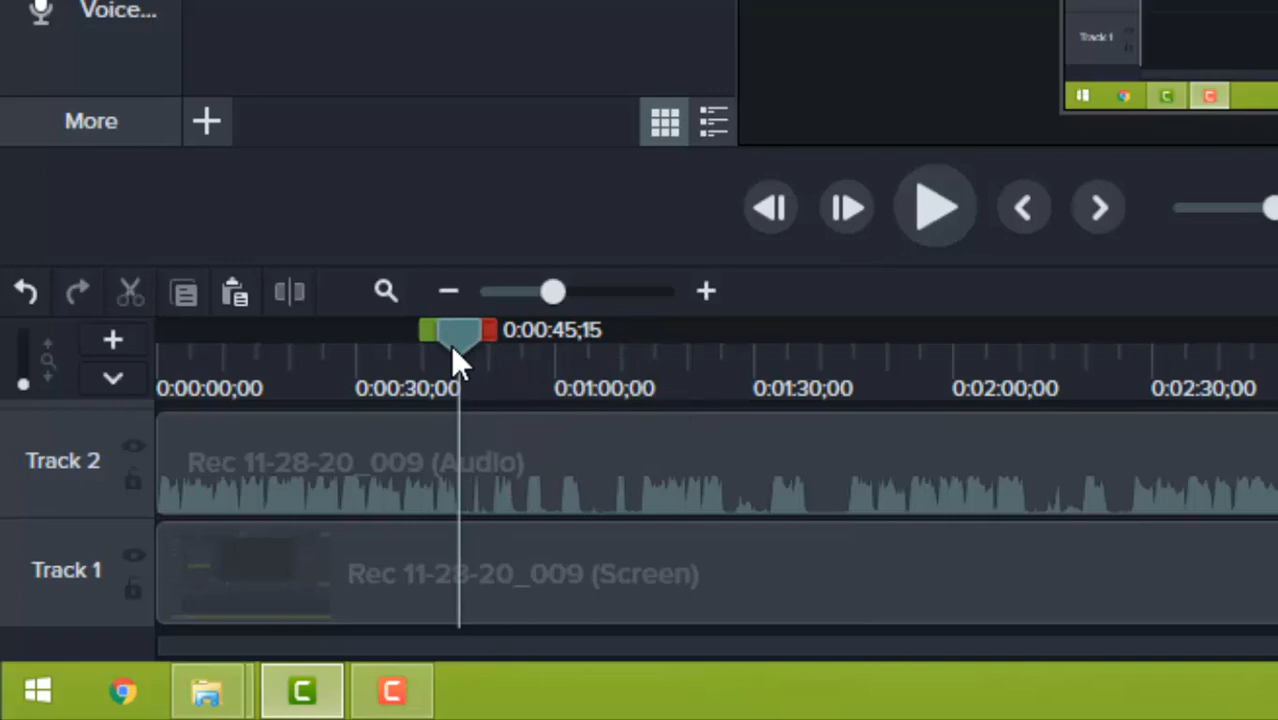 Voice...
Track 1
More
0:00:45;15
0:00:00;00
0:00:30;00
0:01:00;00
0:01:30;00
0:02:00;00
0:02:30;00
Track 2
Rec 11-28-20_009 (Audio)
Track 1
Rec 11-28-20_009 (Screen)